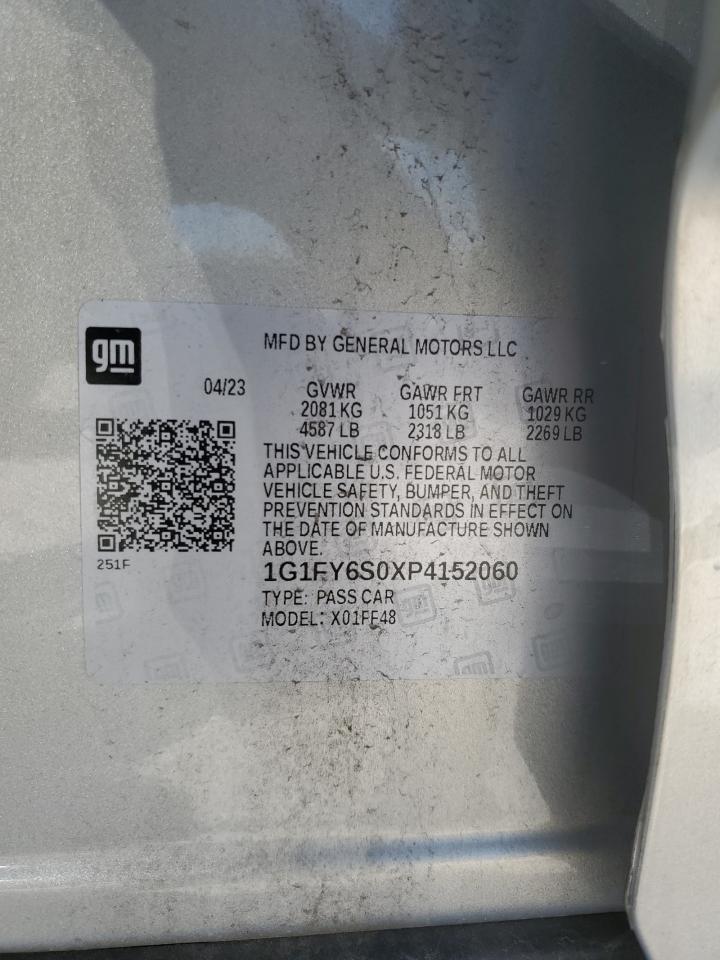 gm
MFD BY GENERAL MOTORS LLC
04/23 GVWR GAWR FRT GAWR RR
2081 KG 1051 KG 1029 KG
4587 LB 2318 LB 2269 LB
THIS VEHICLE CONFORMS TO ALL
APPLICABLE U.S. FEDERAL MOTOR
VEHICLE SAFETY, BUMPER, AND THEFT
PREVENTION STANDARDS IN EFFECT ON
THE DATE OF MANUFACTURE SHOWN
ABOVE.
251F
1G1FY6S0XP4152060
TYPE: PASS CAR
MODEL: X01FF48